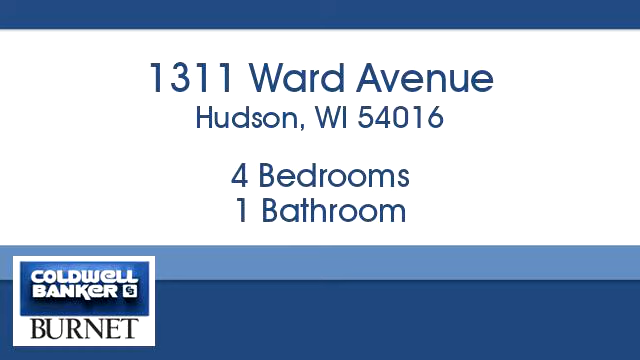 1311 Ward Avenue
Hudson, WI 54016
4 Bedrooms
1 Bathroom
COLDWELL
BANKER
BURNET